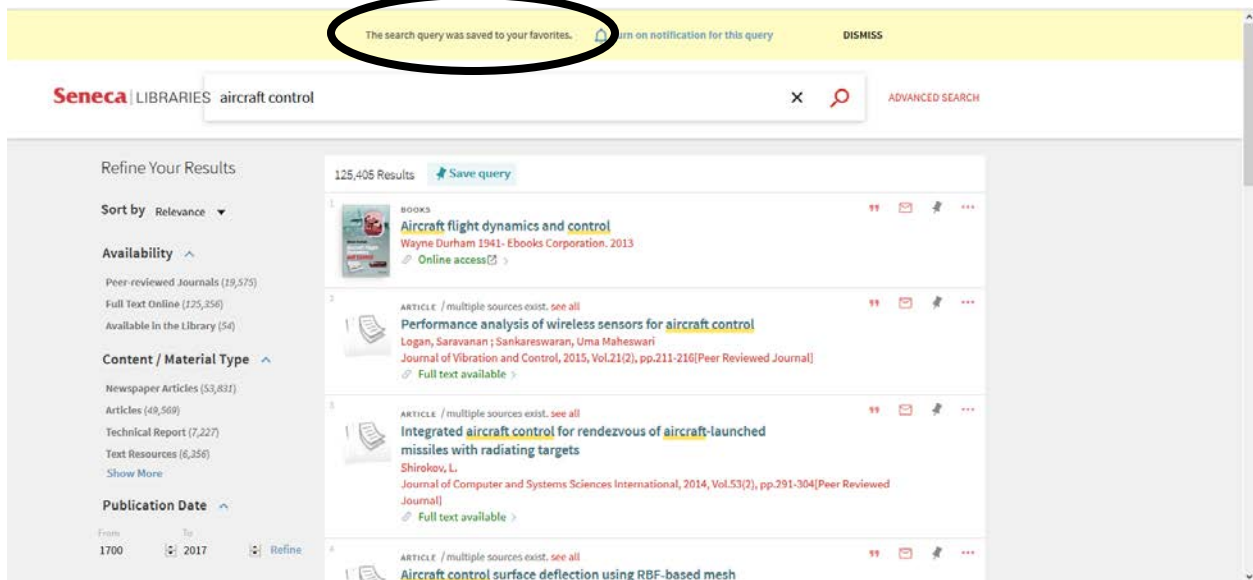 The search query was saved to your favorites. turn on notification for this query DISMISS
Seneca LIBRARIES aircraft control ADVANCED SEARCH
Refine Your Results
Sort by Relevance
Availability
Peer-reviewed Journals (19,575)
Full Text Online (125,356)
Available in the Library (54)
Content / Material Type
Newspaper Articles (53,831)
Articles (49,569)
Technical Report (7,227)
Text Resources (6,356)
Show More
Publication Date
From To
1700 2017 Refine
125,405 Results Save query
1
BOOKS
Aircraft flight dynamics and control
Wayne Durham 1941- Ebooks Corporation. 2013
Online access
2
ARTICLE / multiple sources exist. see all
Performance analysis of wireless sensors for aircraft control
Logan, Saravanan ; Sankareswaran, Uma Maheswari
Journal of Vibration and Control, 2015, Vol.21(2), pp.211-216[Peer Reviewed Journal]
Full text available
3
ARTICLE / multiple sources exist. see all
Integrated aircraft control for rendezvous of aircraft-launched
missiles with radiating targets
Shirokov, L.
Journal of Computer and Systems Sciences International, 2014, Vol.53(2), pp.291-304[Peer Reviewed
Journal]
Full text available
4
ARTICLE / multiple sources exist. see all
Aircraft control surface deflection using RBF-based mesh